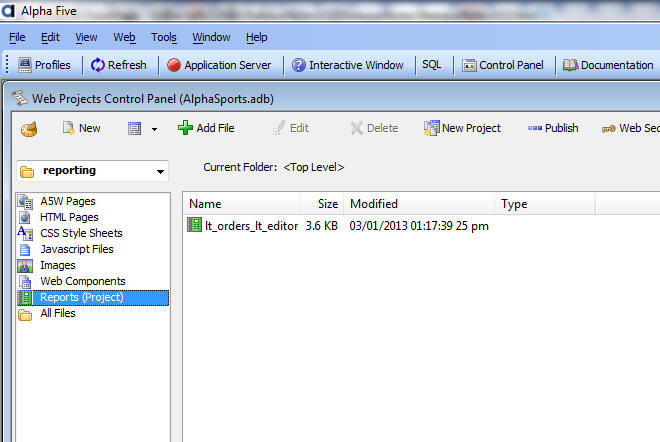 Alpha Five
File Edit View Web Tools Window Help
Profiles Refresh Application Server Interactive Window SQL Control Panel Documentation
Web Projects Control Panel (AlphaSports.adb)
New Add File Edit Delete New Project Publish Web Sec
reporting
Current Folder: <Top Level>
Name Size Modified Type
lt_orders_lt_editor 3.6 KB 03/01/2013 01:17:39 25 pm
A5W Pages
HTML Pages
CSS Style Sheets
Javascript Files
Images
Web Components
Reports (Project)
All Files